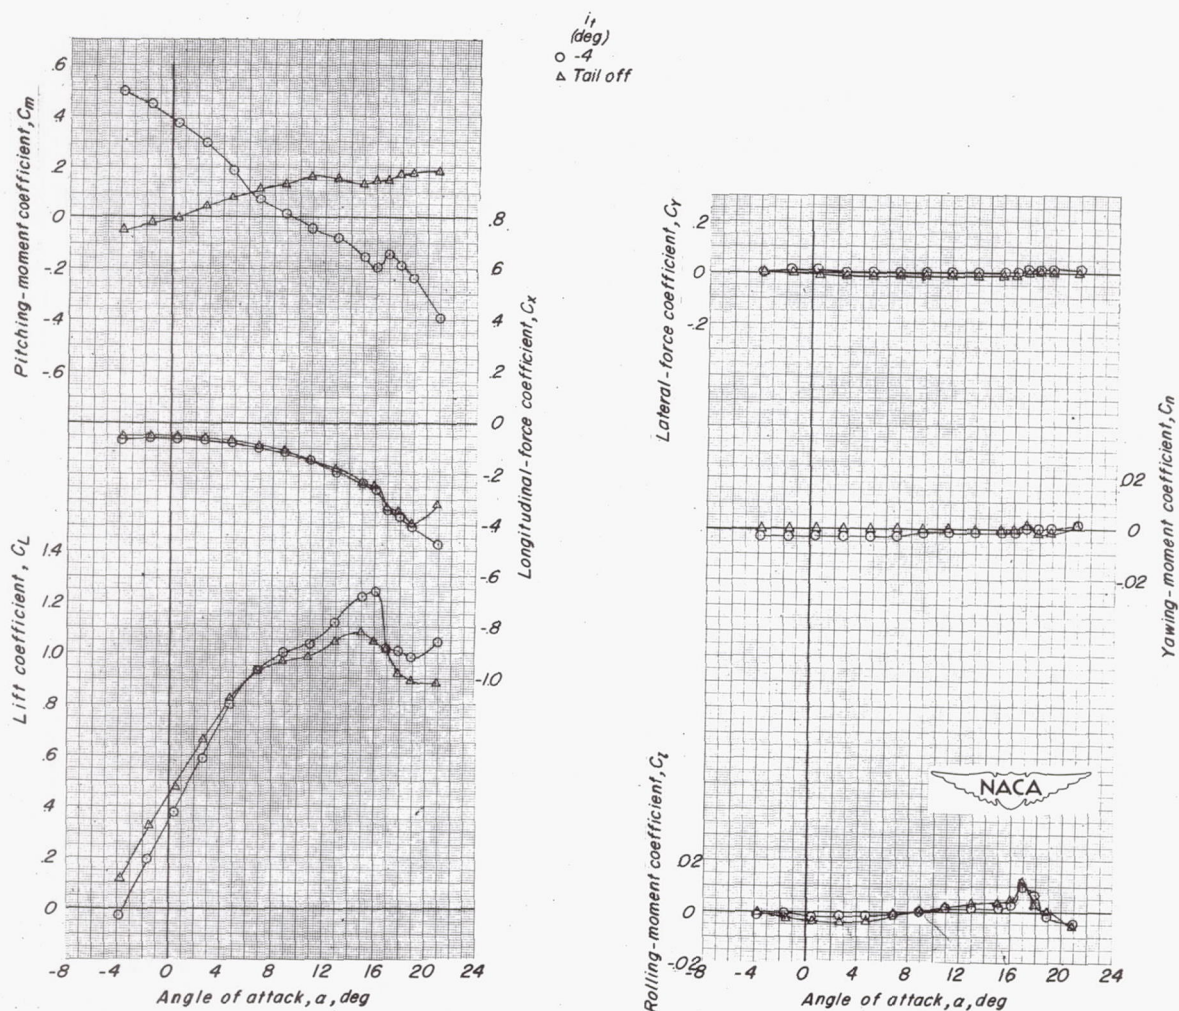 i_t
(deg)
○ -4
△ Tail off
Pitching-moment coefficient, C_m
.6
.4
.2
0
-.2
-.4
-.6
Longitudinal-force coefficient, C_x
.8
.6
.4
.2
0
-.2
-.4
-.6
-.8
-1.0
Lift coefficient, C_L
1.4
1.2
1.0
.8
.6
.4
.2
0
-8 -4 0 4 8 12 16 20 24
Angle of attack, α, deg
Lateral-force coefficient, C_Y
.2
0
-.2
Yawing-moment coefficient, C_n
.02
0
-.02
NACA
Rolling-moment coefficient, C_l
.02
0
-.02
-8 -4 0 4 8 12 16 20 24
Angle of attack, α, deg